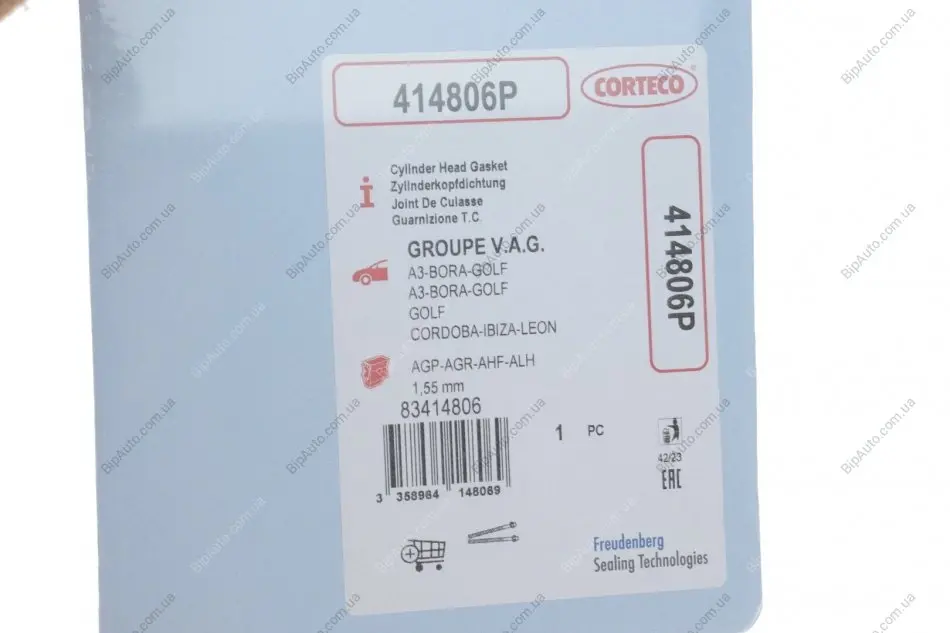 414806P
CORTECO
Cylinder Head Gasket
Zylinderkopfdichtung
Joint De Culasse
Guarnizione T.C.
414806P
GROUPE V.A.G.
A3-BORA-GOLF
A3-BORA-GOLF
GOLF
CORDOBA-IBIZA-LEON
AGP-AGR-AHF-ALH
1,55 mm
83414806
1 PC
42/23
EAC
3 358964 148069
Freudenberg
Sealing Technologies
BipAuto.com.ua